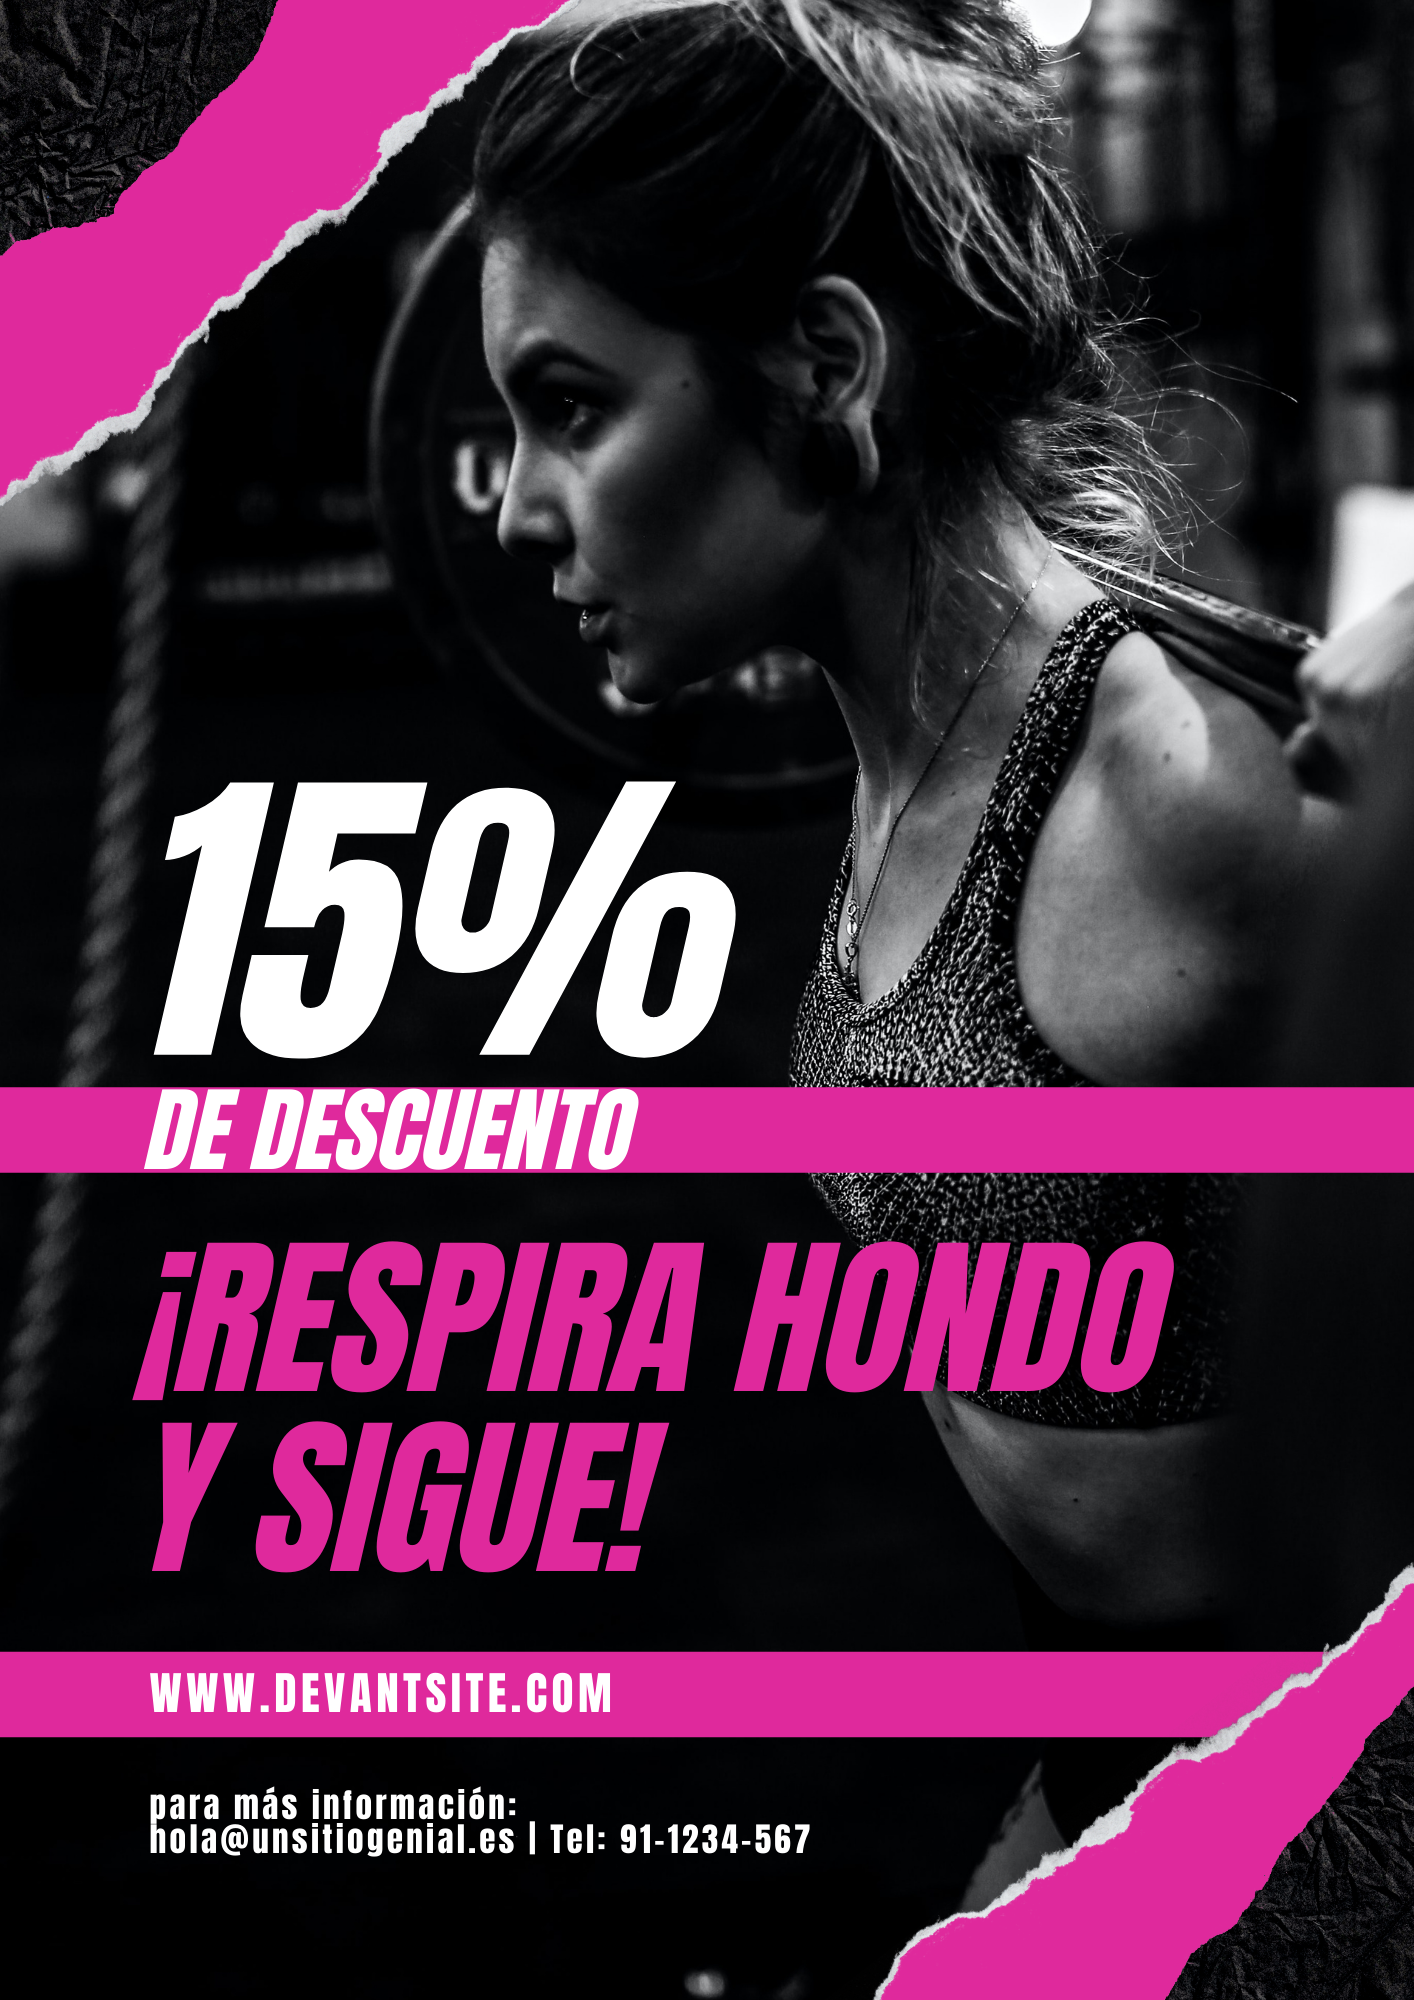 15%
DE DESCUENTO
¡RESPIRA HONDO
Y SIGUE!
WWW.DEVANTSITE.COM
para más información:
hola@unsitiogenial.es | Tel: 91-1234-567